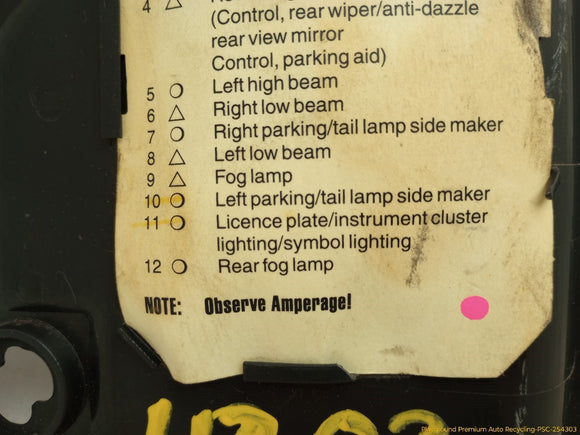 4 △
(Control, rear wiper/anti-dazzle
rear view mirror
Control, parking aid)
5 ○ Left high beam
6 △ Right low beam
7 ○ Right parking/tail lamp side maker
8 △ Left low beam
9 △ Fog lamp
10 ○ Left parking/tail lamp side maker
11 ○ Licence plate/instrument cluster
lighting/symbol lighting
12 ○ Rear fog lamp
NOTE: Observe Amperage!
Playground Premium Auto Recycling-PSC-254303